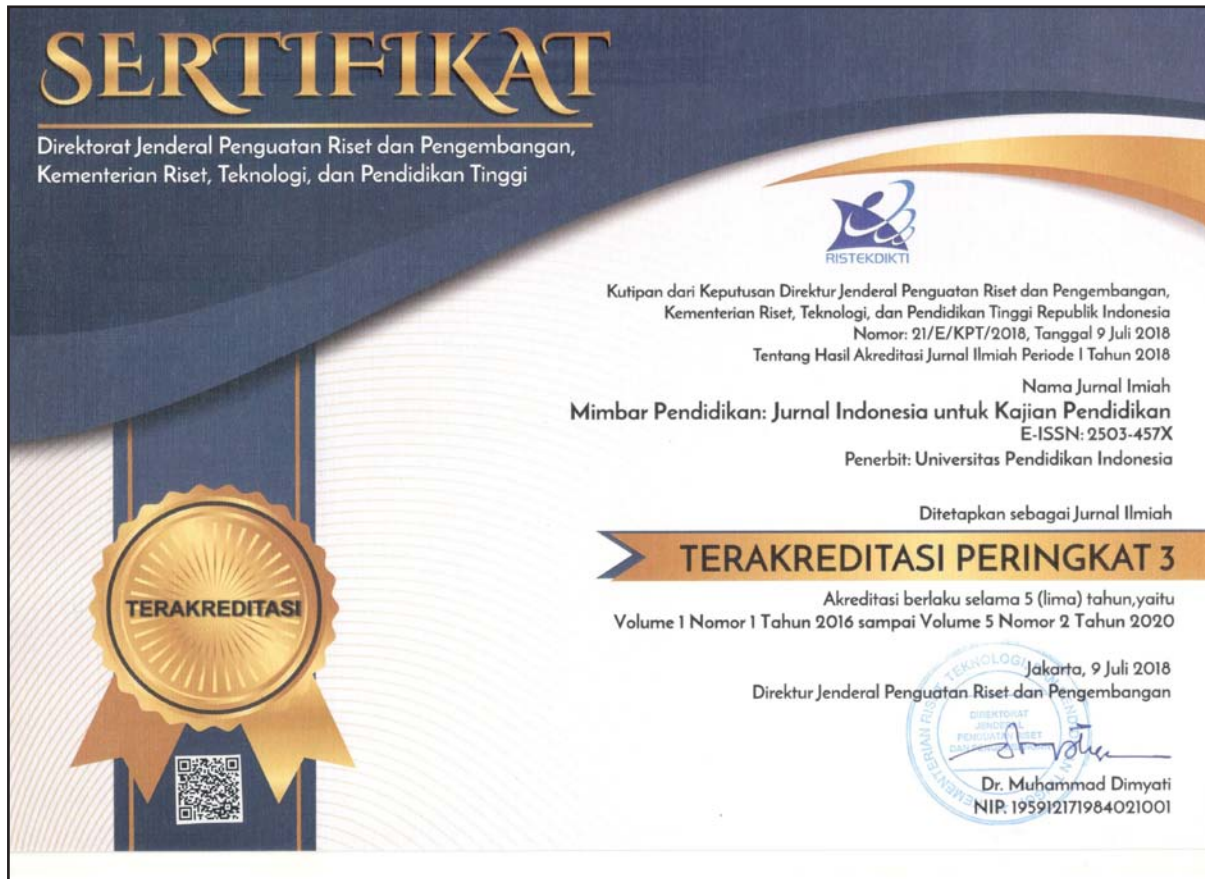 SERTIFIKAT
Direktorat Jenderal Penguatan Riset dan Pengembangan,
Kementerian Riset, Teknologi, dan Pendidikan Tinggi
RISTEKDIKTI
Kutipan dari Keputusan Direktur Jenderal Penguatan Riset dan Pengembangan,
Kementerian Riset, Teknologi, dan Pendidikan Tinggi Republik Indonesia
Nomor: 21/E/KPT/2018, Tanggal 9 Juli 2018
Tentang Hasil Akreditasi Jurnal Ilmiah Periode I Tahun 2018
Nama Jurnal Imiah
Mimbar Pendidikan: Jurnal Indonesia untuk Kajian Pendidikan
E-ISSN: 2503-457X
Penerbit: Universitas Pendidikan Indonesia
Ditetapkan sebagai Jurnal Ilmiah
TERAKREDITASI PERINGKAT 3
TERAKREDITASI
Akreditasi berlaku selama 5 (lima) tahun,yaitu
Volume 1 Nomor 1 Tahun 2016 sampai Volume 5 Nomor 2 Tahun 2020
Jakarta, 9 Juli 2018
Direktur Jenderal Penguatan Riset dan Pengembangan
DIREKTORAT
JENDERAL
PENGUATAN RISET
Dr. Muhammad Dimyati
NIP. 195912171984021001